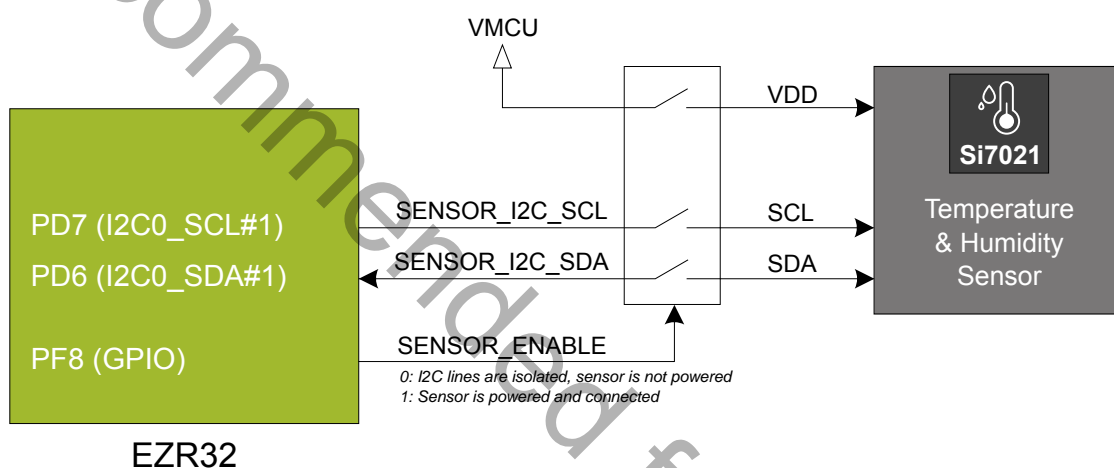 ommended f
VMCU
VDD
Si7021
PD7 (I2C0_SCL#1)
SENSOR_I2C_SCL
SCL
Temperature
& Humidity
Sensor
PD6 (I2C0_SDA#1)
SENSOR_I2C_SDA
SDA
PF8 (GPIO)
SENSOR_ENABLE
0: I2C lines are isolated, sensor is not powered
1: Sensor is powered and connected
EZR32